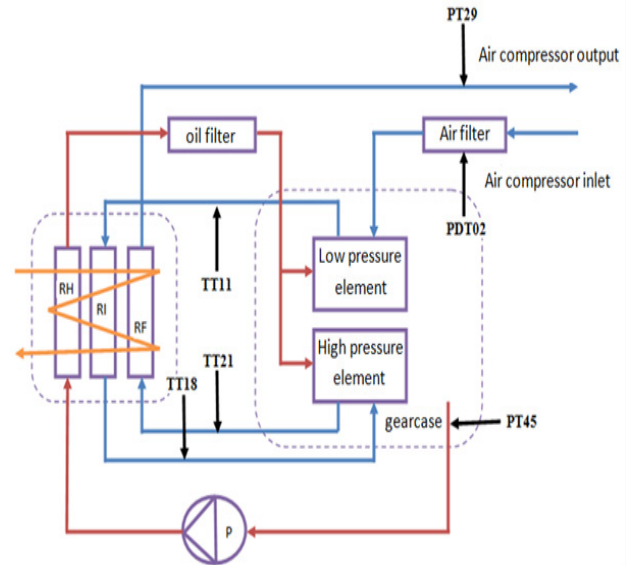 PT29
Air compressor output
oil filter
Air filter
Air compressor inlet
PDT02
TT11
Low pressure
element
RH
RI
RF
High pressure
element
TT21
TT18
gearcase
PT45
P